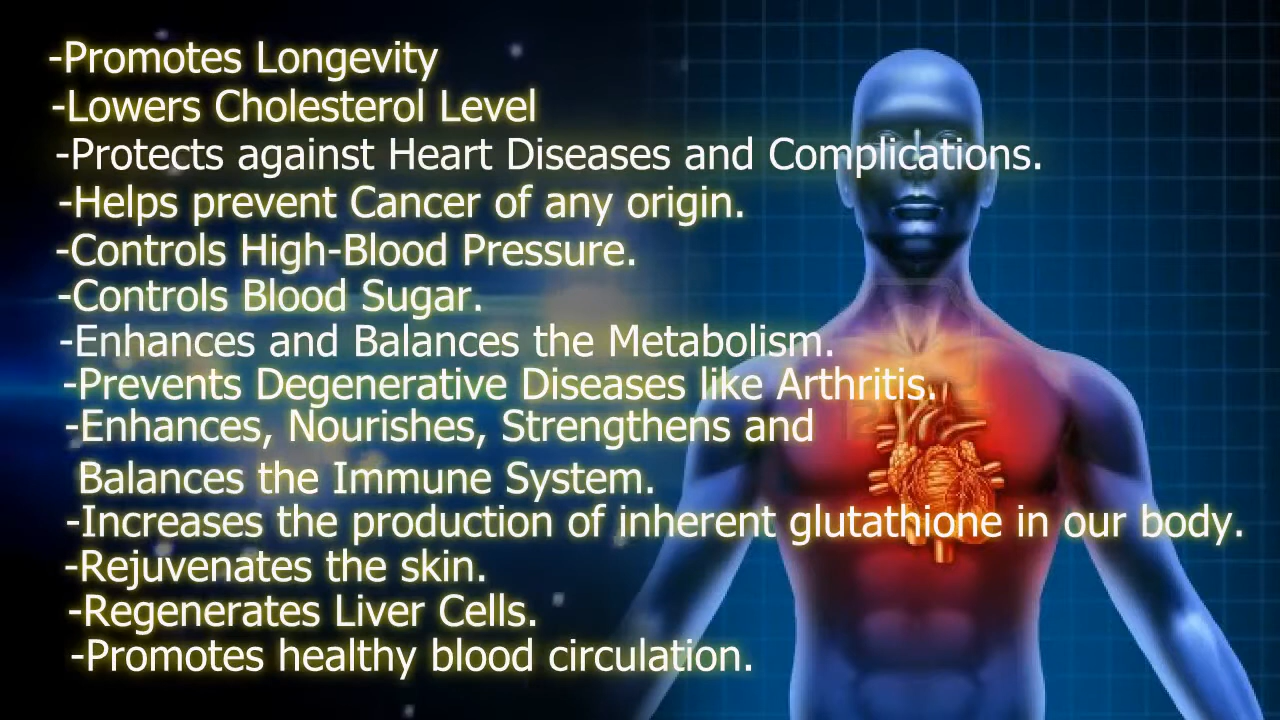 -Promotes Longevity
-Lowers Cholesterol Level
-Protects against Heart Diseases and Complications.
-Helps prevent Cancer of any origin.
-Controls High-Blood Pressure.
-Controls Blood Sugar.
-Enhances and Balances the Metabolism.
-Prevents Degenerative Diseases like Arthritis.
-Enhances, Nourishes, Strengthens and
Balances the Immune System.
-Increases the production of inherent glutathione in our body.
-Rejuvenates the skin.
-Regenerates Liver Cells.
-Promotes healthy blood circulation.